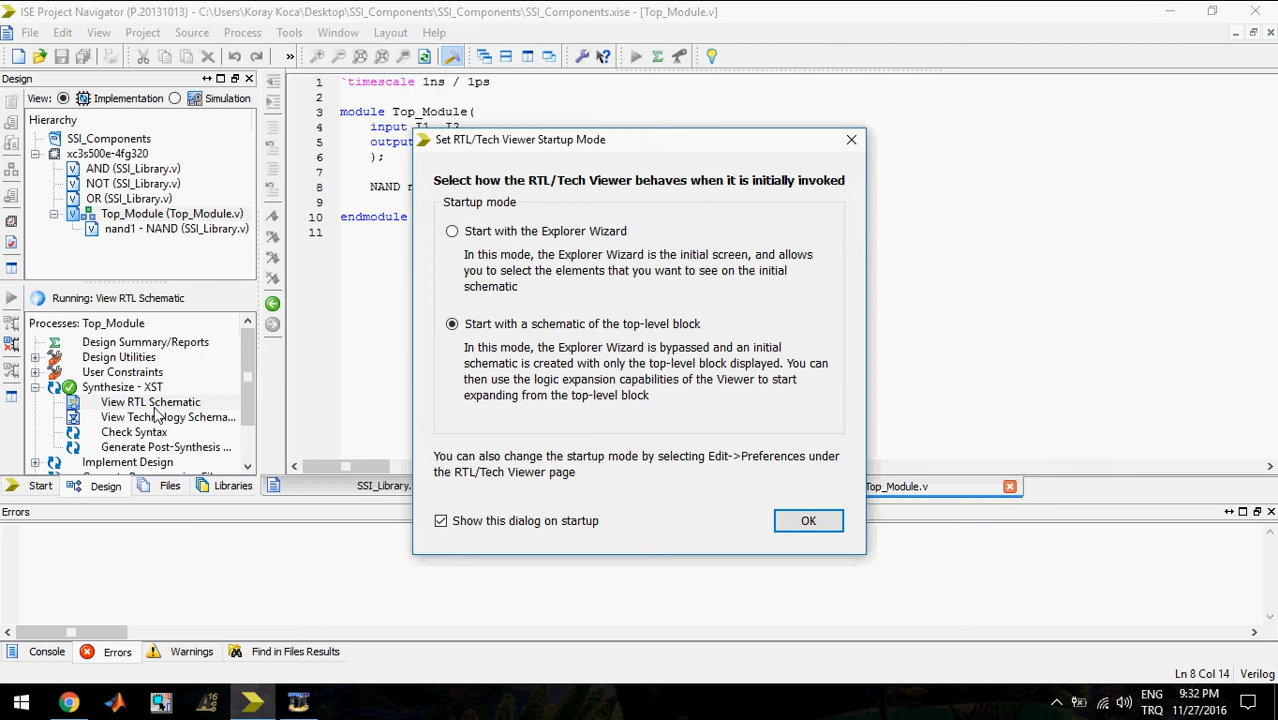 ISE Project Navigator (P.20131013) - C:\Users\Koray Koca\Desktop\SSI_Components\SSI_Components\SSI_Components.xise - [Top_Module.v]
File Edit View Project Source Process Tools Window Layout Help
Design
View: Implementation Simulation
Hierarchy
SSI_Components
xc3s500e-4fg320
AND (SSI_Library.v)
NOT (SSI_Library.v)
OR (SSI_Library.v)
Top_Module (Top_Module.v)
nand1 - NAND (SSI_Library.v)
Running: View RTL Schematic
Processes: Top_Module
Design Summary/Reports
Design Utilities
User Constraints
Synthesize - XST
View RTL Schematic
View Technology Schema...
Check Syntax
Generate Post-Synthesis ...
Implement Design
Start Design Files Libraries
1 `timescale 1ns / 1ps
2
3 module Top_Module(
4 input I1, I2
5 output
6 );
7
8 NAND
9
10 endmodule
11
SSI_Library.
Top_Module.v
Set RTL/Tech Viewer Startup Mode
Select how the RTL/Tech Viewer behaves when it is initially invoked
Startup mode
Start with the Explorer Wizard
In this mode, the Explorer Wizard is the initial screen, and allows
you to select the elements that you want to see on the initial
schematic
Start with a schematic of the top-level block
In this mode, the Explorer Wizard is bypassed and an initial
schematic is created with only the top-level block displayed. You can
then use the logic expansion capabilities of the Viewer to start
expanding from the top-level block
You can also change the startup mode by selecting Edit->Preferences under
the RTL/Tech Viewer page
Show this dialog on startup
OK
Errors
Console Errors Warnings Find in Files Results
Ln 8 Col 14 Verilog
ENG
TRQ
9:32 PM
11/27/2016